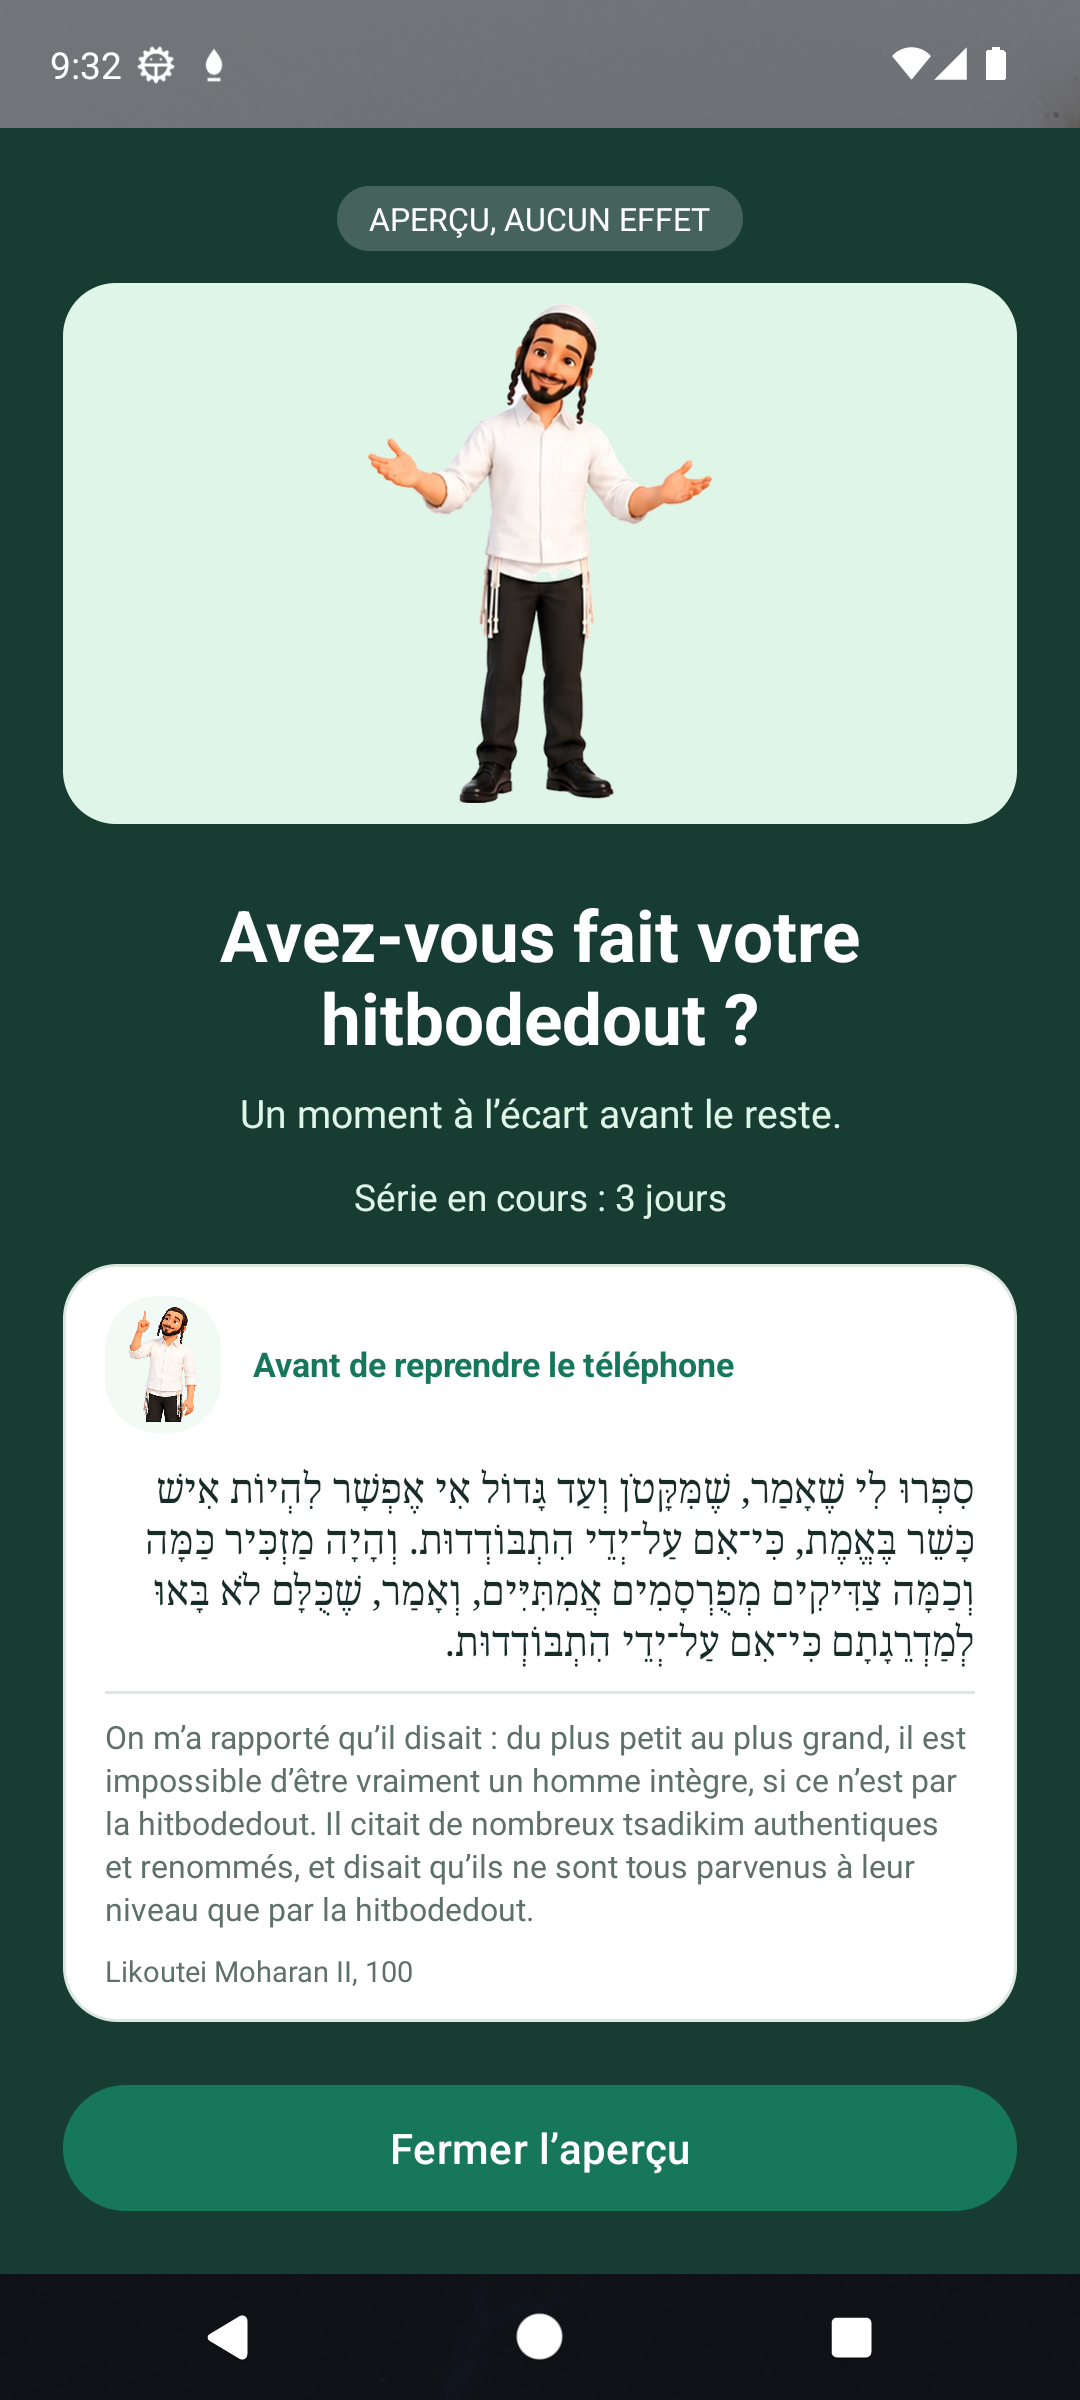 9:32
APERÇU, AUCUN EFFET
Avez-vous fait votre
hitbodedout ?
Un moment à l’écart avant le reste.
Série en cours : 3 jours
Avant de reprendre le téléphone
סִפְּרוּ לִי שֶׁאָמַר, שֶׁמִּקָּטֹן וְעַד גָּדוֹל אִי אֶפְשָׁר לִהְיוֹת אִישׁ
כָּשֵׁר בֶּאֱמֶת, כִּי־אִם עַל־יְדֵי הִתְבּוֹדְדוּת. וְהָיָה מַזְכִּיר כַּמָּה
וְכַמָּה צַדִּיקִים מְפֻרְסָמִים אֲמִתִּיִּים, וְאָמַר, שֶׁכֻּלָּם לֹא בָּאוּ
לְמַדְרֵגָתָם כִּי־אִם עַל־יְדֵי הִתְבּוֹדְדוּת.
On m’a rapporté qu’il disait : du plus petit au plus grand, il est
impossible d’être vraiment un homme intègre, si ce n’est par
la hitbodedout. Il citait de nombreux tsadikim authentiques
et renommés, et disait qu’ils ne sont tous parvenus à leur
niveau que par la hitbodedout.
Likoutei Moharan II, 100
Fermer l’aperçu